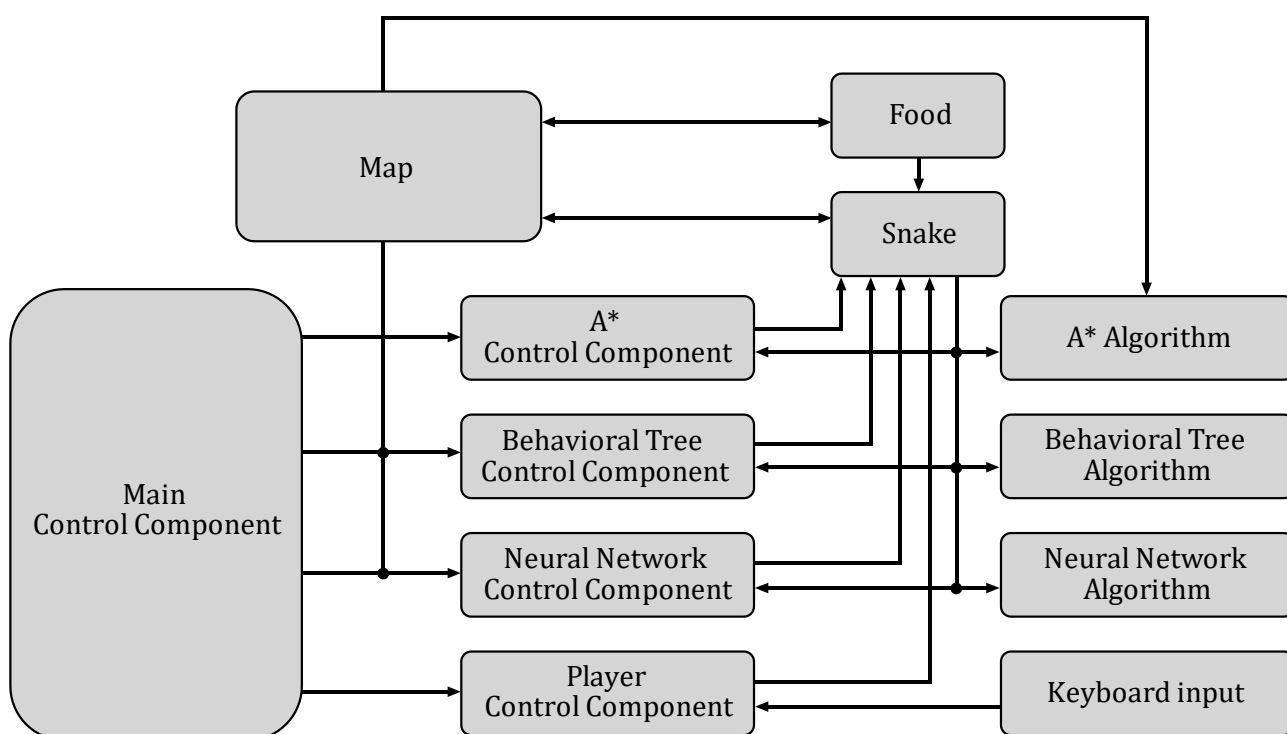 Food
Map
Snake
A*
Control Component
A* Algorithm
Behavioral Tree
Control Component
Behavioral Tree
Algorithm
Main
Control Component
Neural Network
Control Component
Neural Network
Algorithm
Player
Control Component
Keyboard input